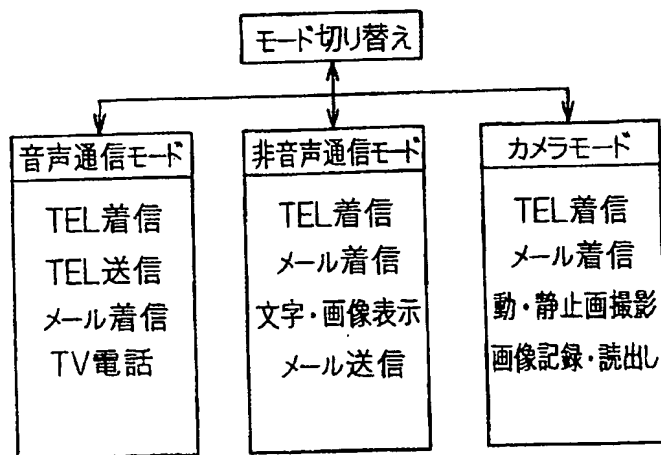 モード切り替え
音声通信モード
TEL着信
TEL送信
メール着信
TV電話
非音声通信モード
TEL着信
メール着信
文字・画像表示
メール送信
カメラモード
TEL着信
メール着信
動・静止画撮影
画像記録・読出し